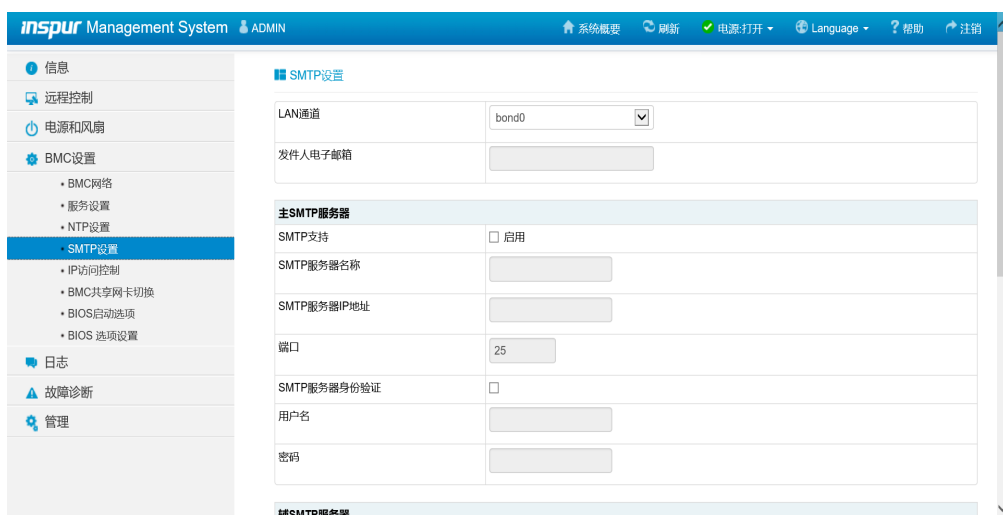 inspur Management System ADMIN 系统概要 刷新 电源:打开 Language 帮助 注销
信息
远程控制
电源和风扇
BMC设置
• BMC网络
• 服务设置
• NTP设置
• SMTP设置
• IP访问控制
• BMC共享网卡切换
• BIOS启动选项
• BIOS 选项设置
日志
故障诊断
管理
SMTP设置
LAN通道 bond0
发件人电子邮箱
主SMTP服务器
SMTP支持 启用
SMTP服务器名称
SMTP服务器IP地址
端口 25
SMTP服务器身份验证
用户名
密码
辅SMTP服务器